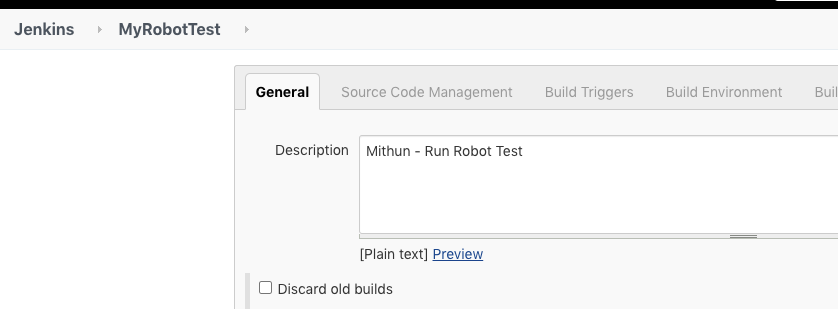 Jenkins MyRobotTest
General Source Code Management Build Triggers Build Environment Buil
Description Mithun - Run Robot Test
[Plain text] Preview
Discard old builds